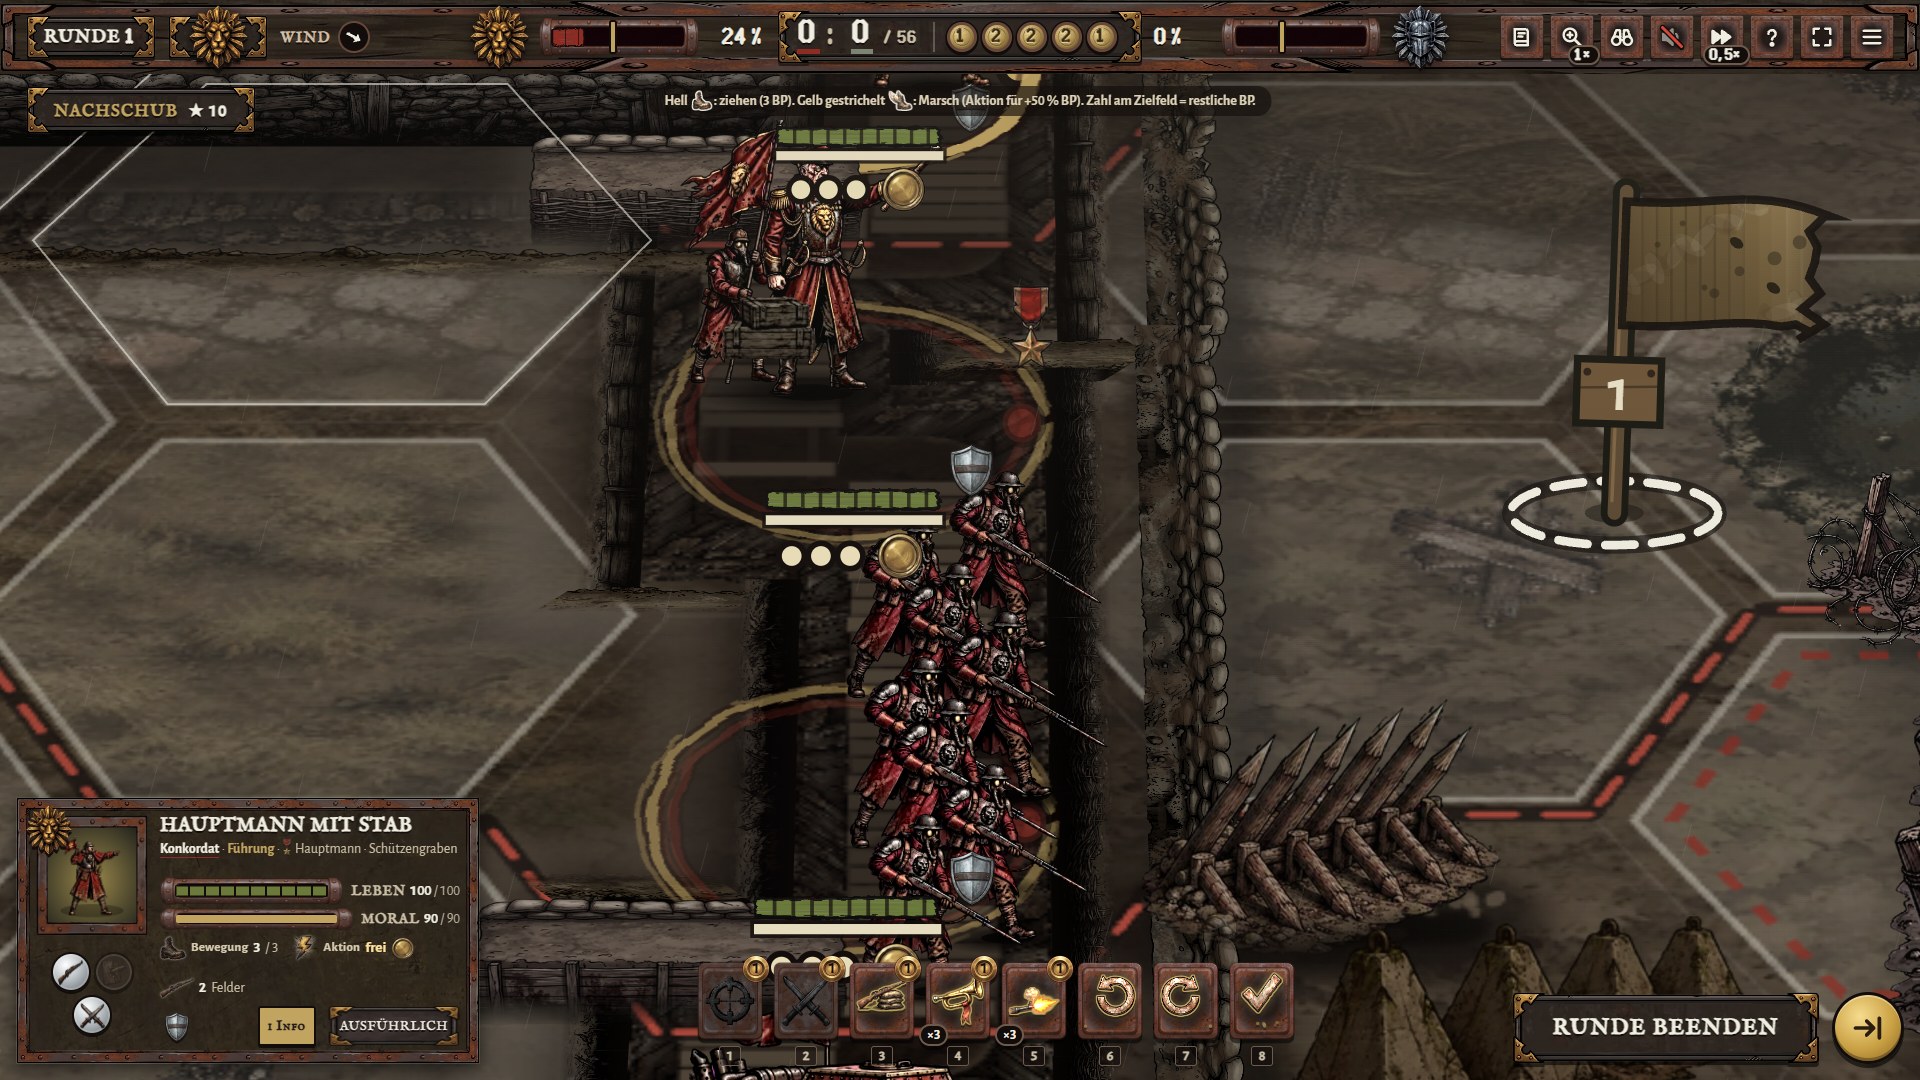 RUNDE 1
WIND
24 %
0 : 0 / 56
1 2 2 2 1
0 %
1×
0,5×
?
NACHSCHUB ★ 10
Hell : ziehen (3 BP). Gelb gestrichelt : Marsch (Aktion für +50 % BP). Zahl am Zielfeld = restliche BP.
1
HAUPTMANN MIT STAB
Konkordat · Führung · Hauptmann · Schützengraben
LEBEN 100 / 100
MORAL 90 / 90
Bewegung 3 / 3 Aktion frei
2 Felder
1 INFO
AUSFÜHRLICH
1 1 1 1 1
×3 ×3
1 2 3 4 5 6 7 8
RUNDE BEENDEN